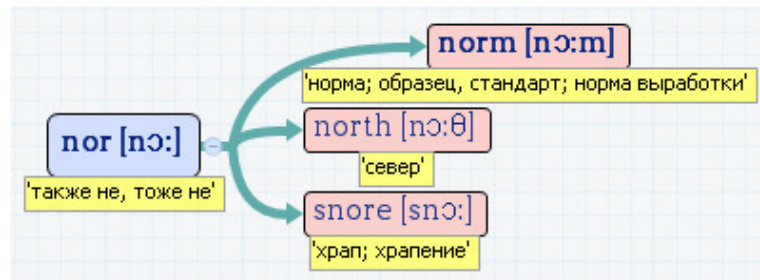 norm [nɔ:m]
'норма; образец, стандарт; норма выработки'
nor [nɔ:]
'также не, тоже не'
north [nɔ:θ]
'север'
snore [snɔ:]
'храп; храпение'